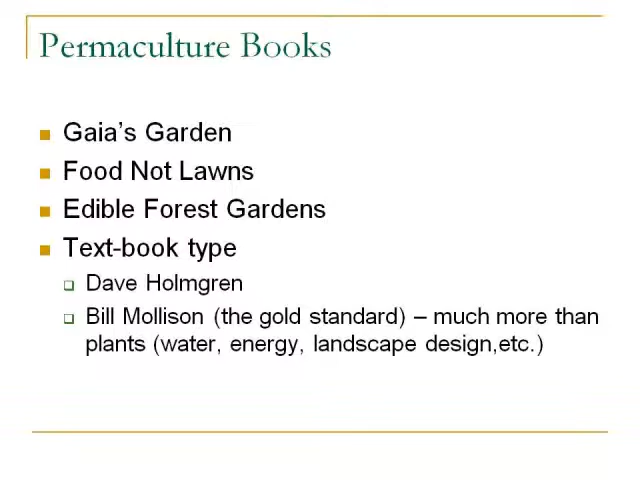 Permaculture Books
Gaia's Garden
Food Not Lawns
Edible Forest Gardens
Text-book type
Dave Holmgren
Bill Mollison (the gold standard) – much more than
plants (water, energy, landscape design,etc.)